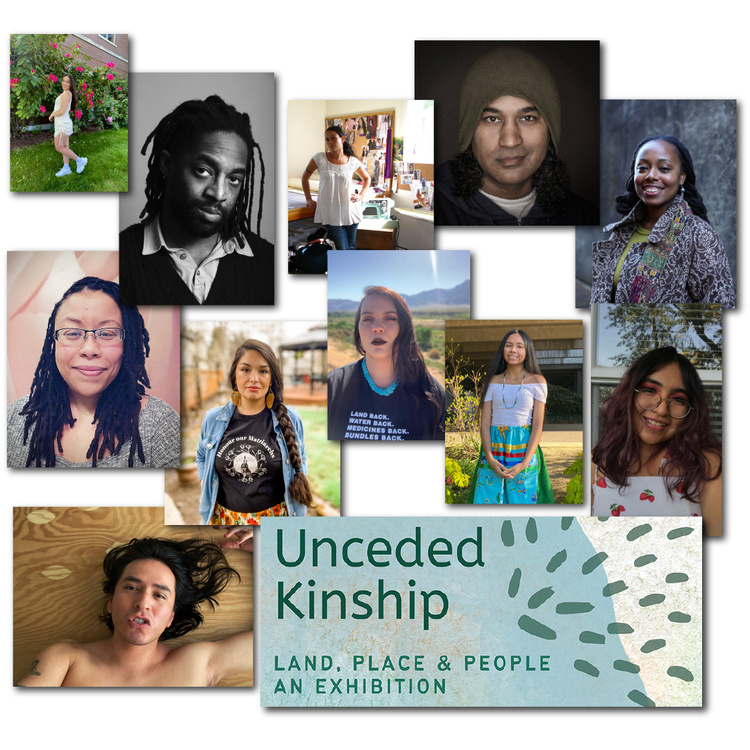 LAND BACK.
WATER BACK.
MEDICINES BACK.
BUNDLES BACK.
Honour our Matriarchs
Unceded
Kinship
LAND, PLACE & PEOPLE
AN EXHIBITION